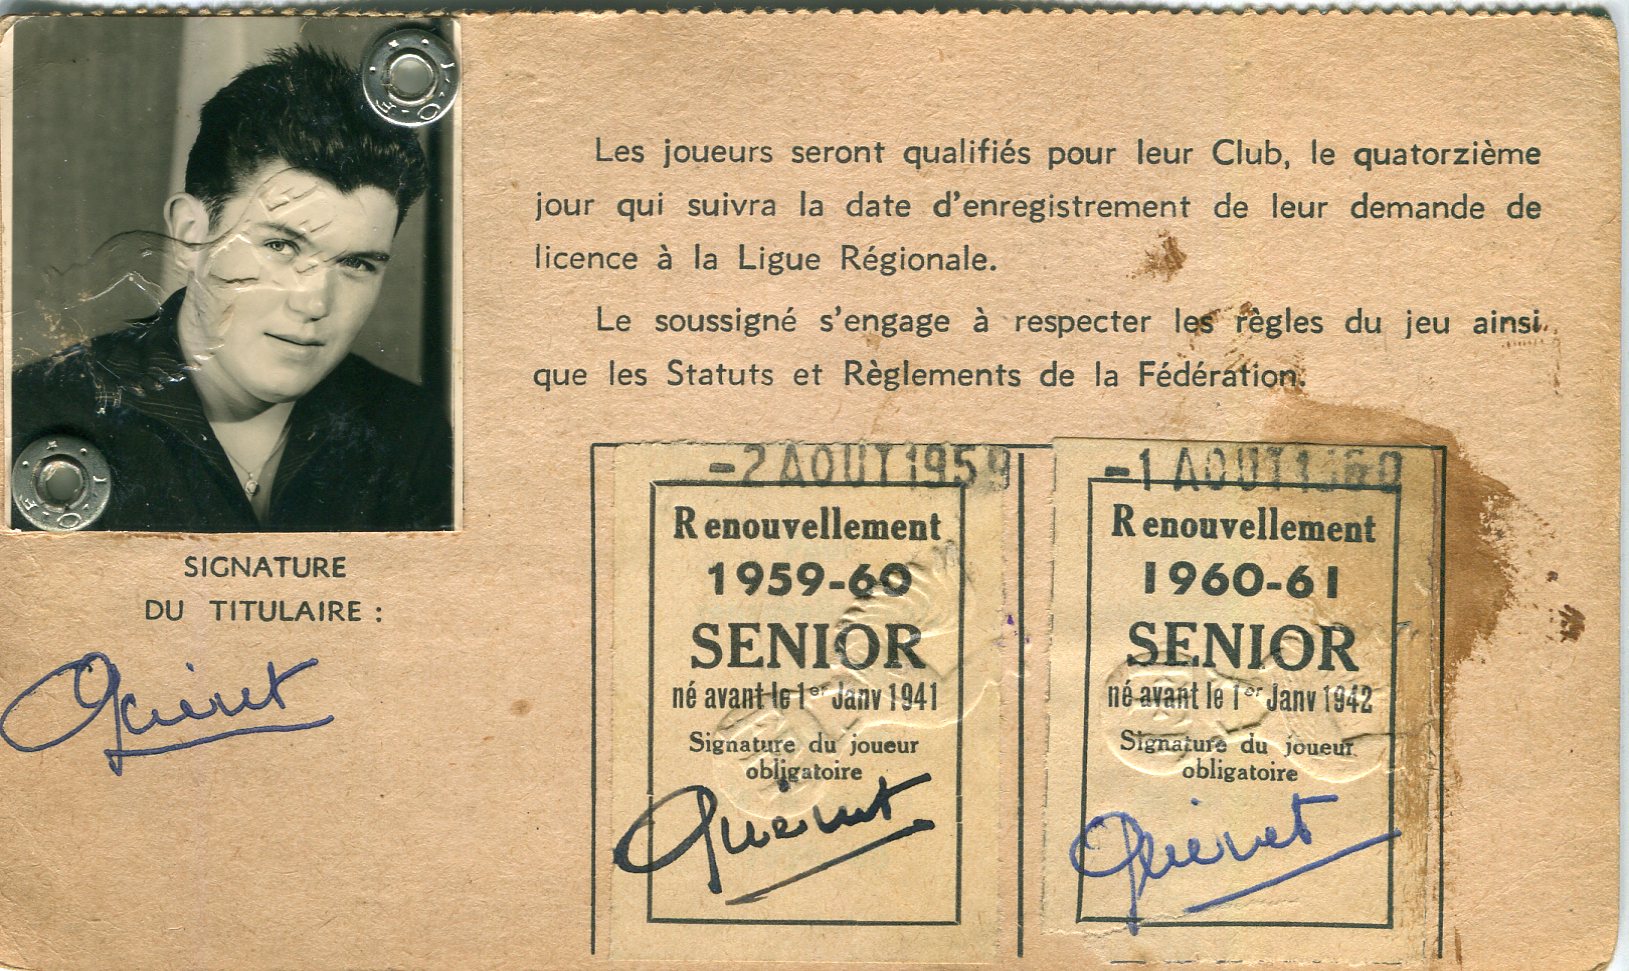 Les joueurs seront qualifiés pour leur Club, le quatorzième
jour qui suivra la date d'enregistrement de leur demande de
licence à la Ligue Régionale.
Le soussigné s'engage à respecter les règles du jeu ainsi
que les Statuts et Règlements de la Fédération.
SIGNATURE
DU TITULAIRE :
-2 AOUT 1959
Renouvellement
1959-60
SENIOR
né avant le 1er Janv 1941
Signature du joueur
obligatoire
-1 AOUT 1960
Renouvellement
1960-61
SENIOR
né avant le 1er Janv 1942
Signature du joueur
obligatoire